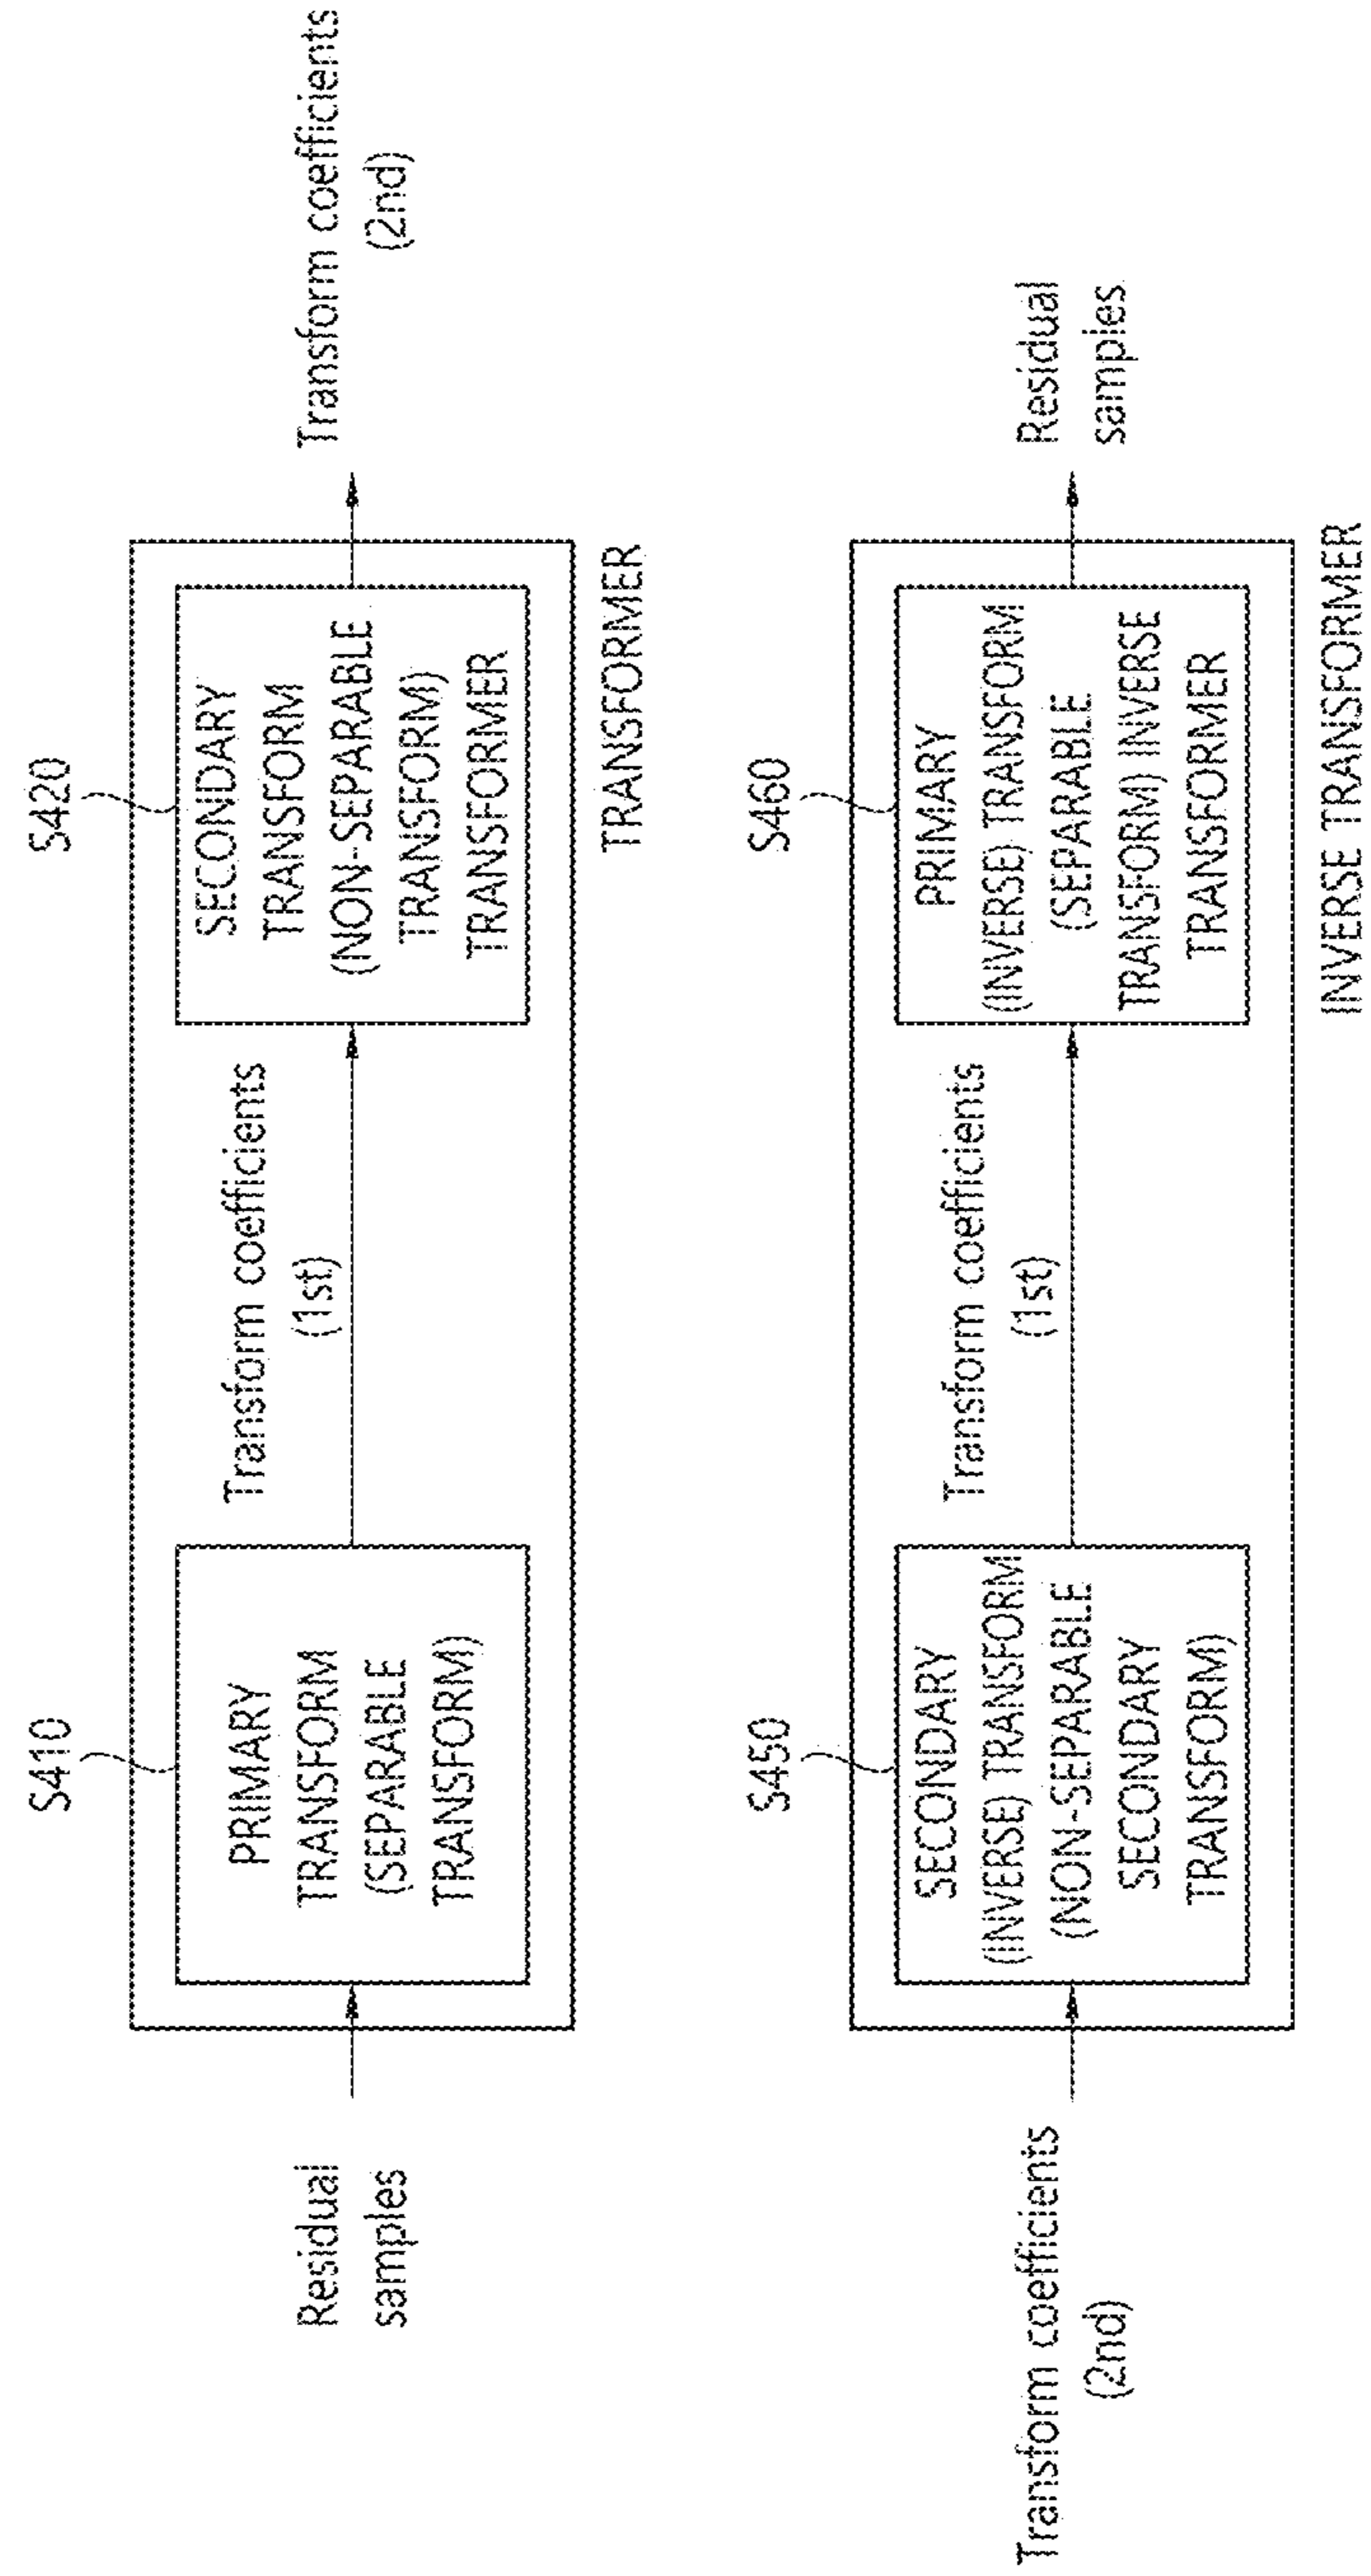 S410
S420
Residual
samples
PRIMARY
TRANSFORM
(SEPARABLE
TRANSFORM)
Transform coefficients
(1st)
SECONDARY
TRANSFORM
(NON-SEPARABLE
TRANSFORM)
TRANSFORMER
Transform coefficients
(2nd)
TRANSFORMER
S450
S460
Transform coefficients
(2nd)
SECONDARY
(INVERSE) TRANSFORM
(NON-SEPARABLE
SECONDARY
TRANSFORM)
Transform coefficients
(1st)
PRIMARY
(INVERSE) TRANSFORM
(SEPARABLE
TRANSFORM) INVERSE
TRANSFORMER
Residual
samples
INVERSE TRANSFORMER